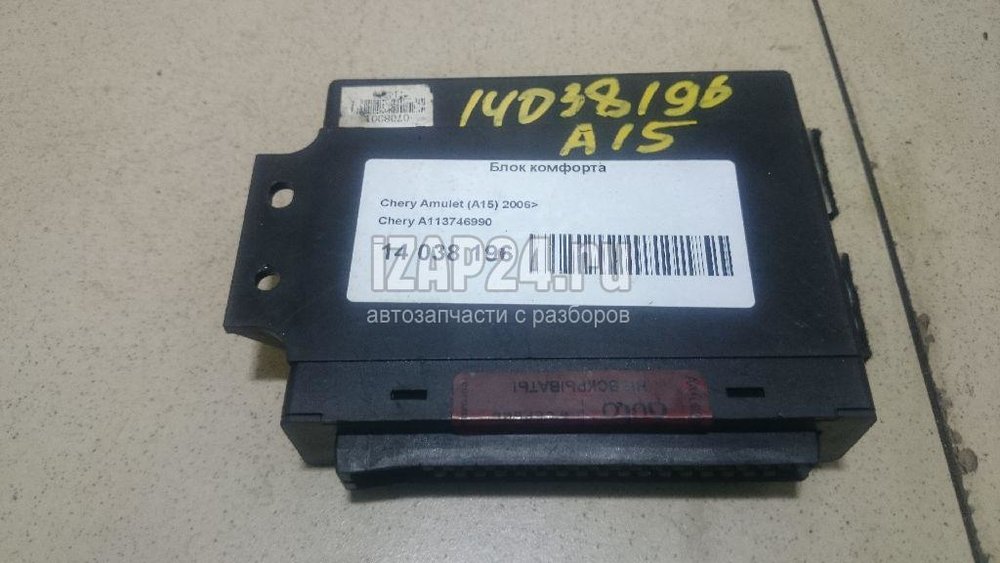 14038196
A15
Блок комфорта
Chery Amulet (A15) 2006>
Chery A113746990
14 038 196
iZAP24.ru
автозапчасти с разборов
НЕ ВСКРЫВАТЬ!